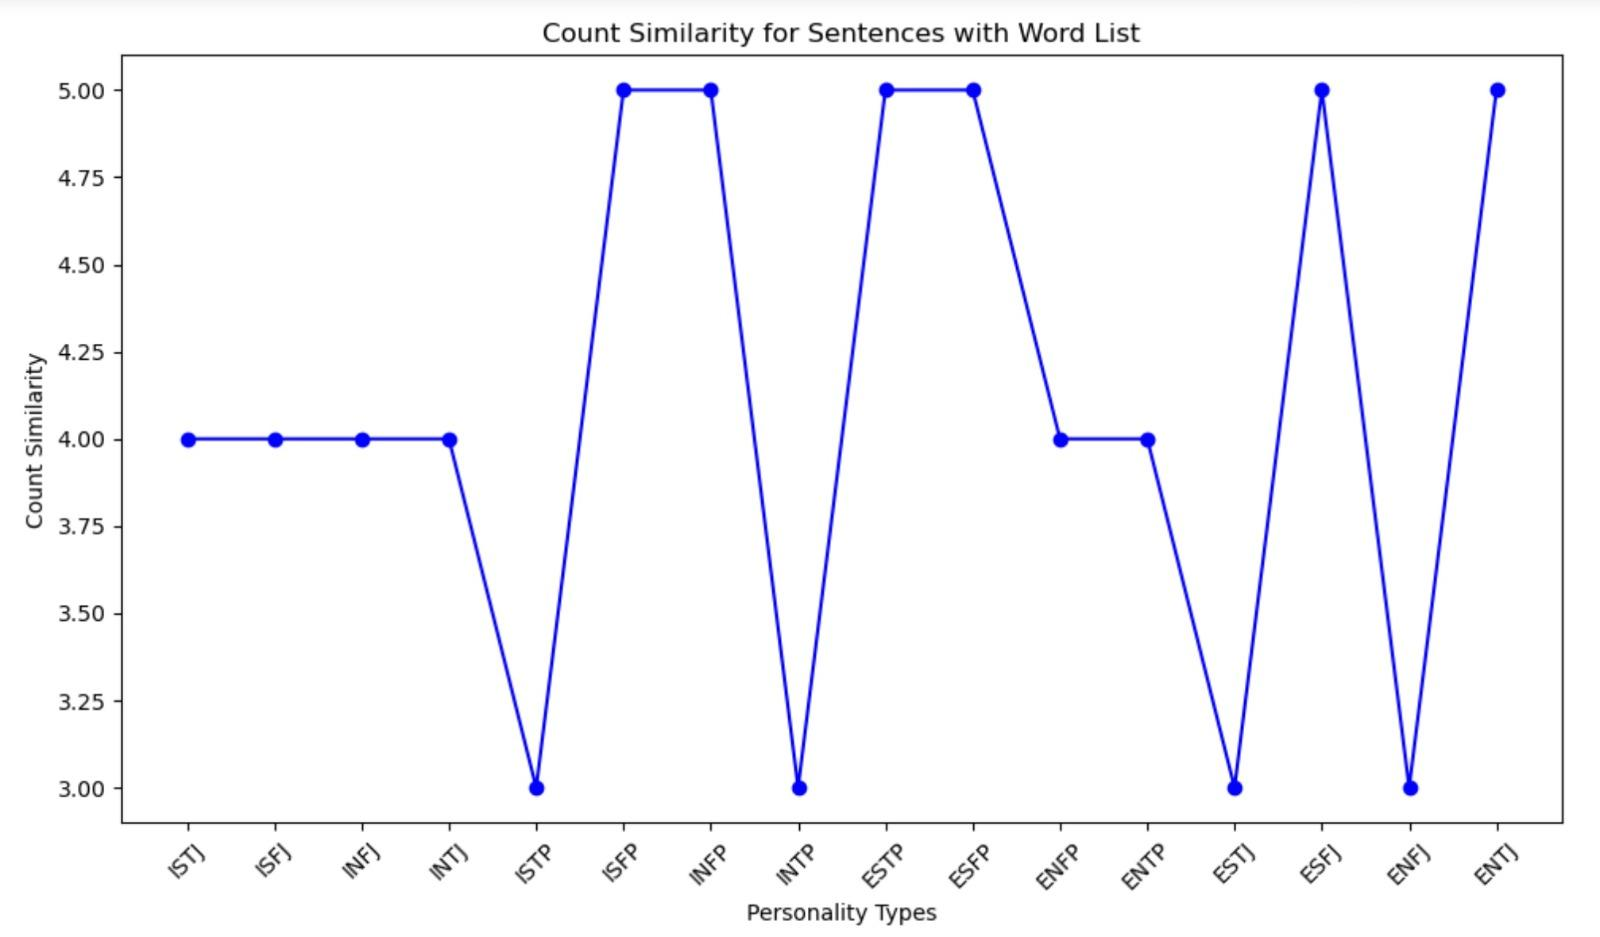 Count Similarity for Sentences with Word List
5.00
4.75
4.50
4.25
4.00
3.75
3.50
3.25
3.00
Count Similarity
ISTJ
ISFJ
INFJ
INTJ
ISTP
ISFP
INFP
INTP
ESTP
ESFP
ENFP
ENTP
ESTJ
ESFJ
ENFJ
ENTJ
Personality Types